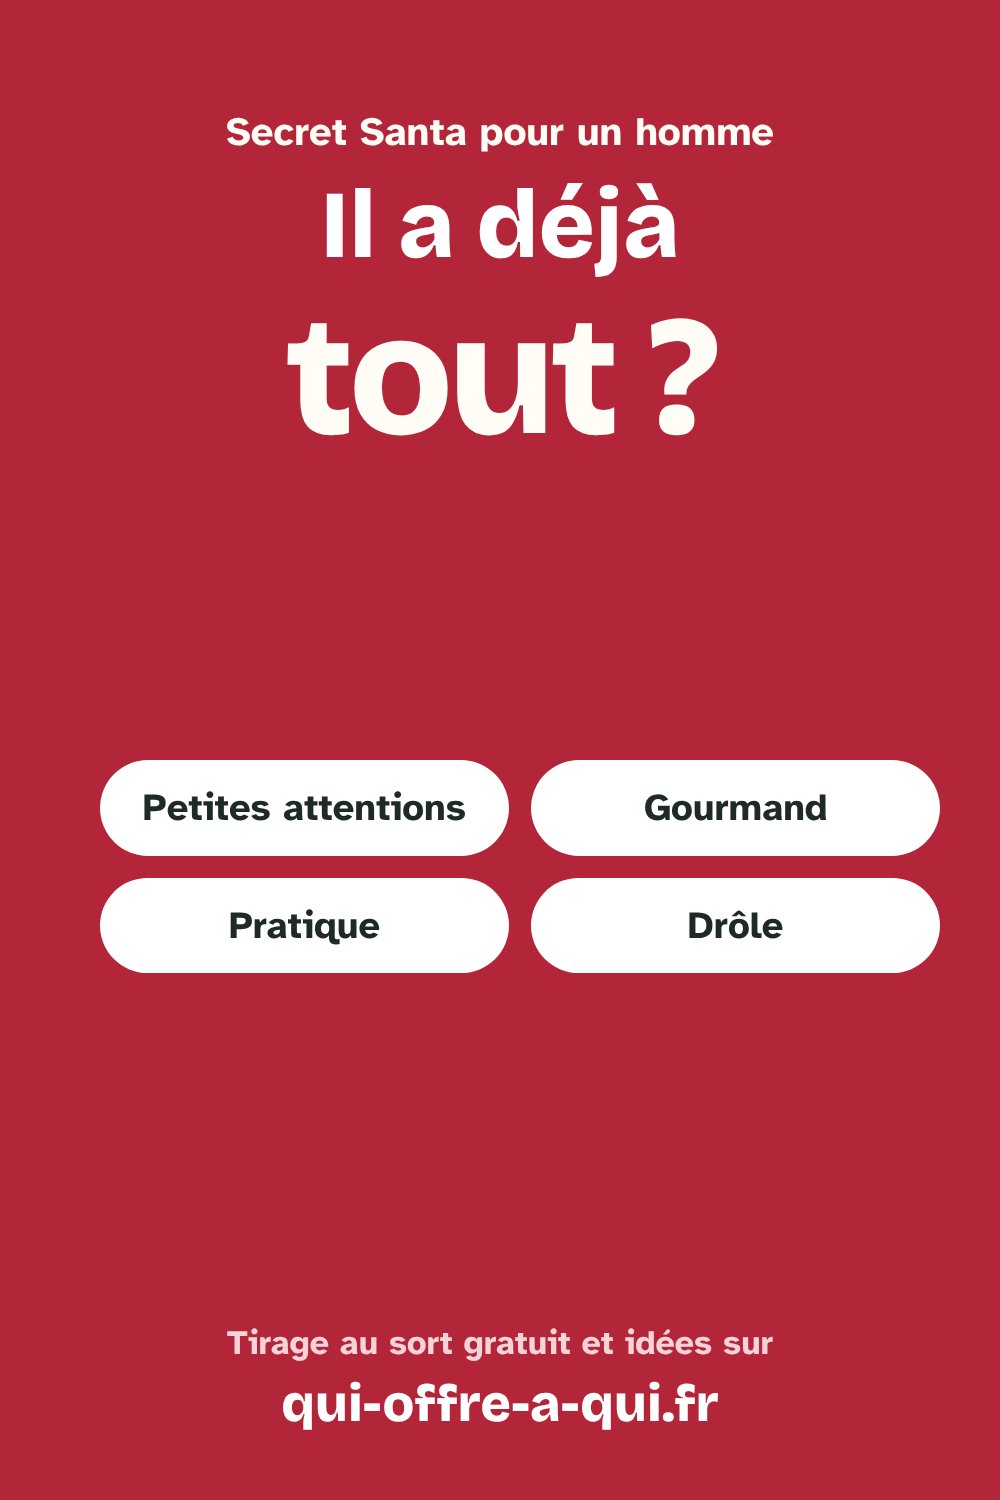 Secret Santa pour un homme
Il a déjà
tout ?
Petites attentions
Gourmand
Pratique
Drôle
Tirage au sort gratuit et idées sur
qui-offre-a-qui.fr